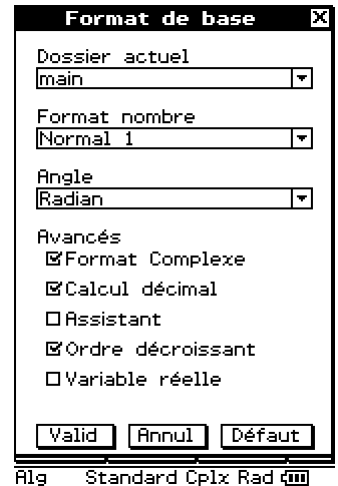 Format de base X
Dossier actuel
main
Format nombre
Normal 1
Angle
Radian
Avancés
Format Complexe
Calcul décimal
Assistant
Ordre décroissant
Variable réelle
Valid Annul Défaut
Alg Standard Cplx Rad